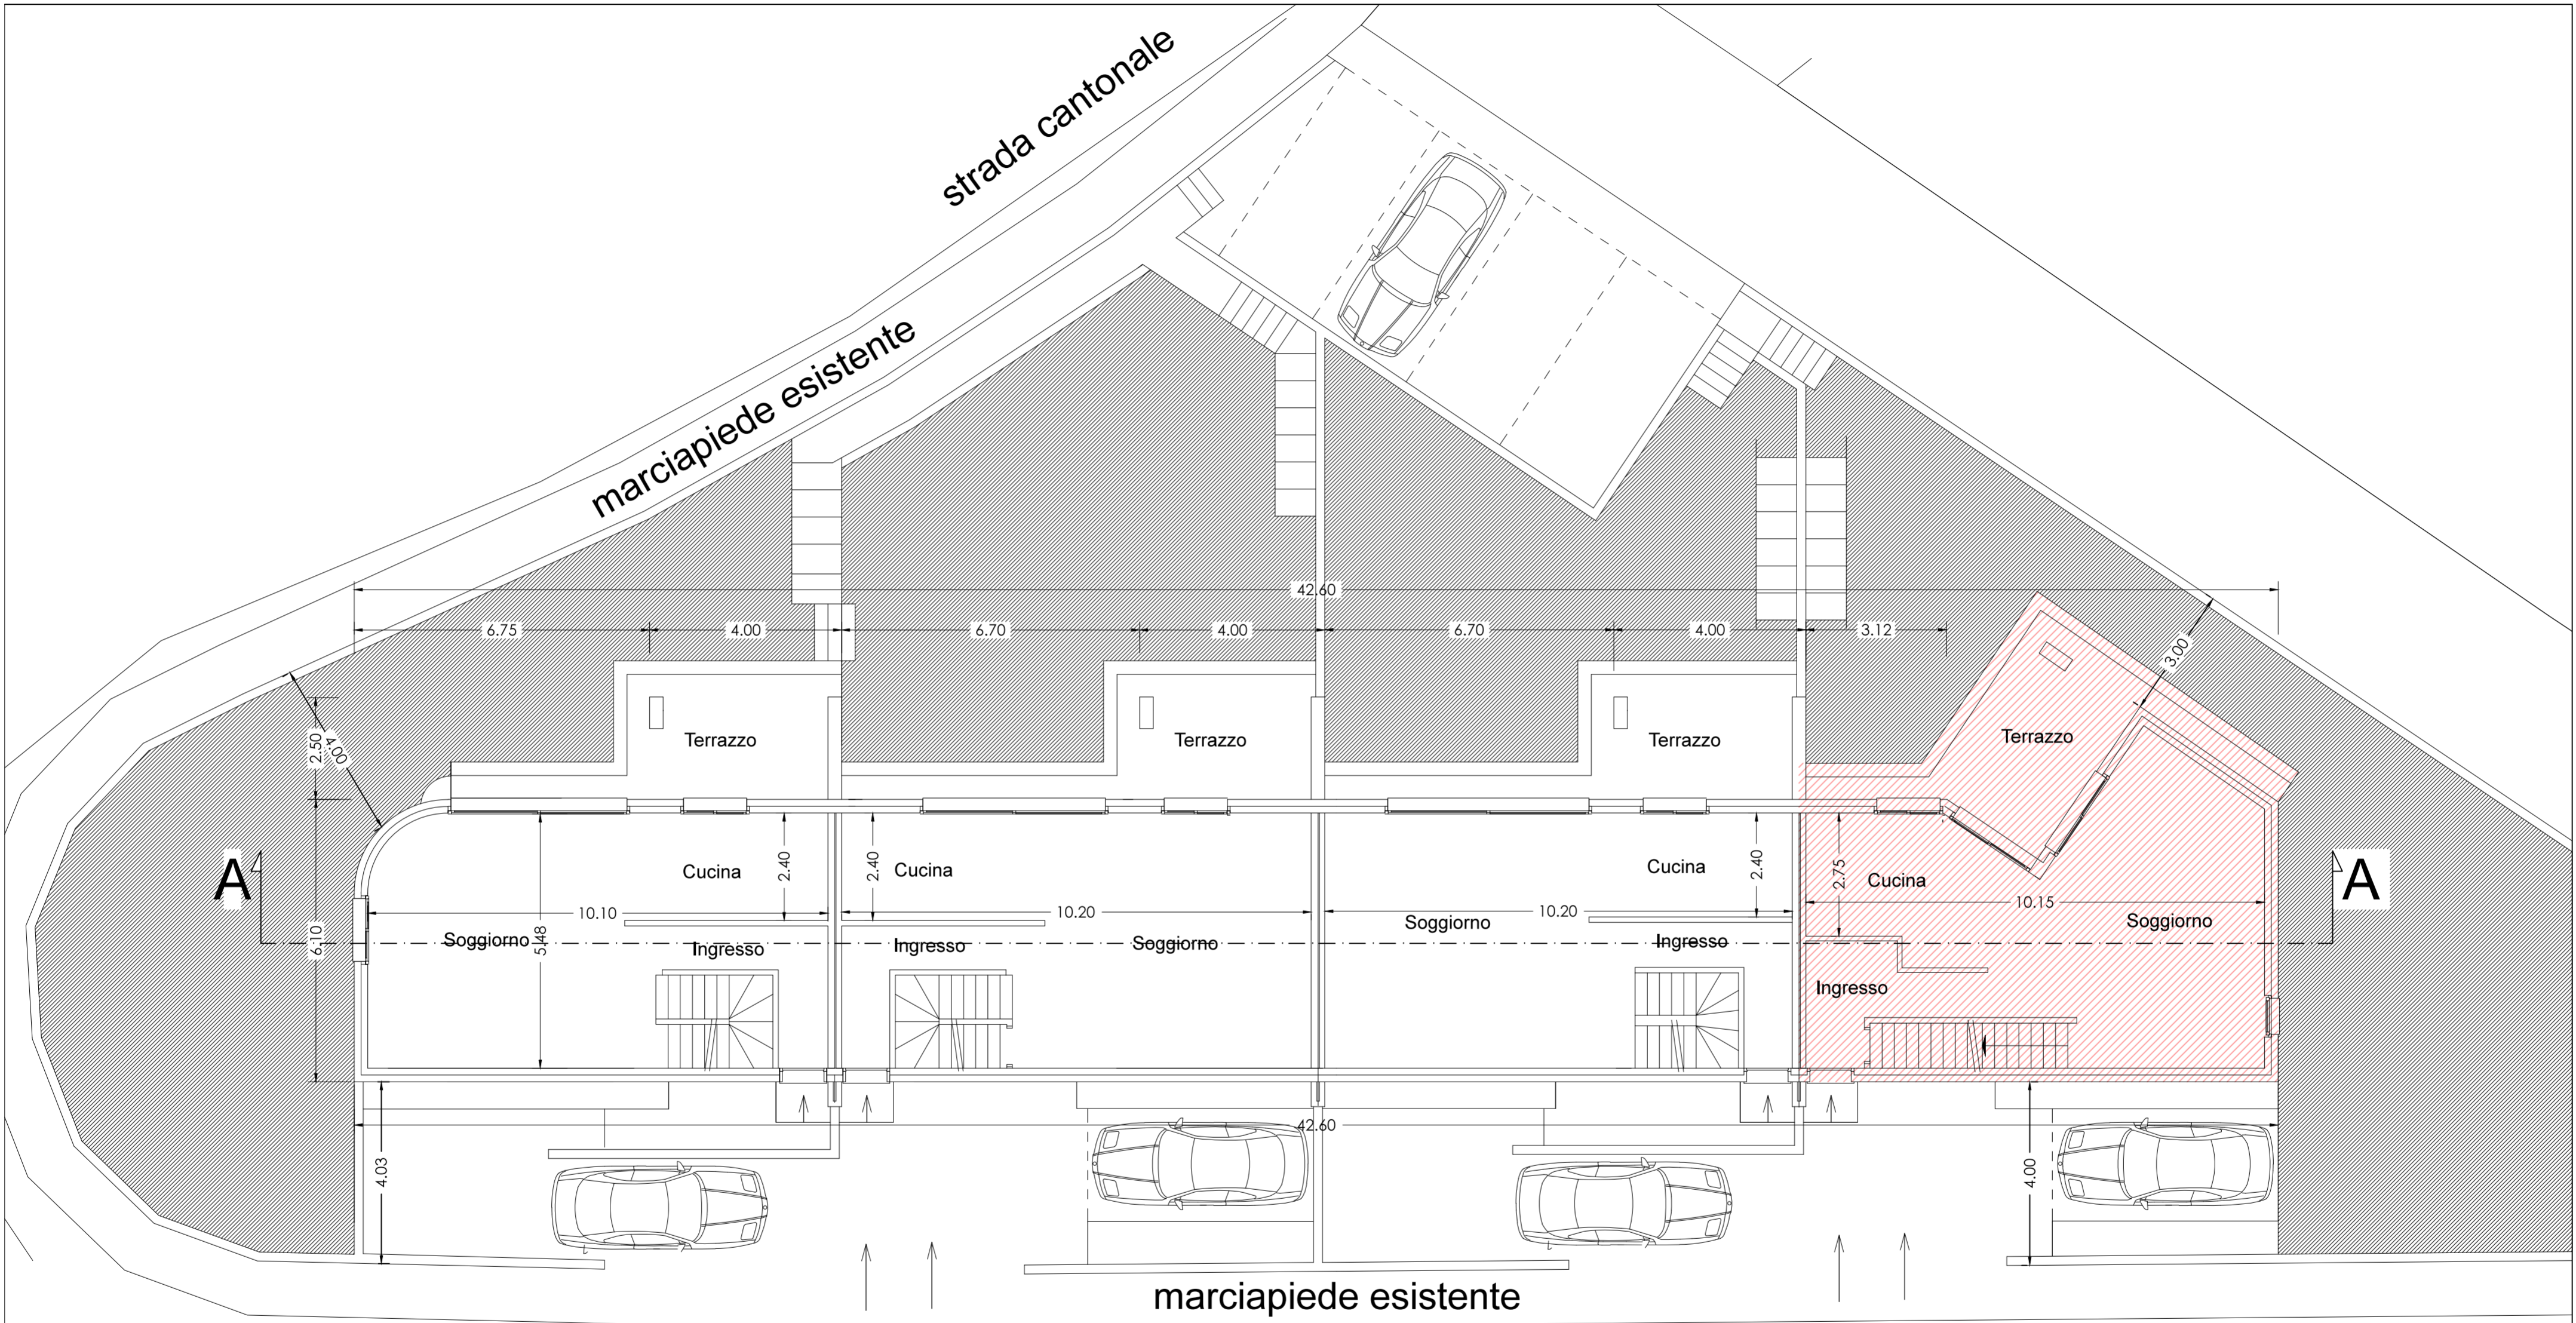 strada cantonale
marciapiede esistente
42.60
6.75
4.00
6.70
4.00
6.70
4.00
3.12
3.00
2.50
4.00
Terrazzo
Terrazzo
Terrazzo
Terrazzo
A
Cucina
2.40
2.40
Cucina
Cucina
2.40
2.75
Cucina
A
10.10
10.20
10.20
10.15
6.10
Soggiorno
5.48
Ingresso
Ingresso
Soggiorno
Soggiorno
Ingresso
Soggiorno
Ingresso
42.60
4.03
4.00
marciapiede esistente